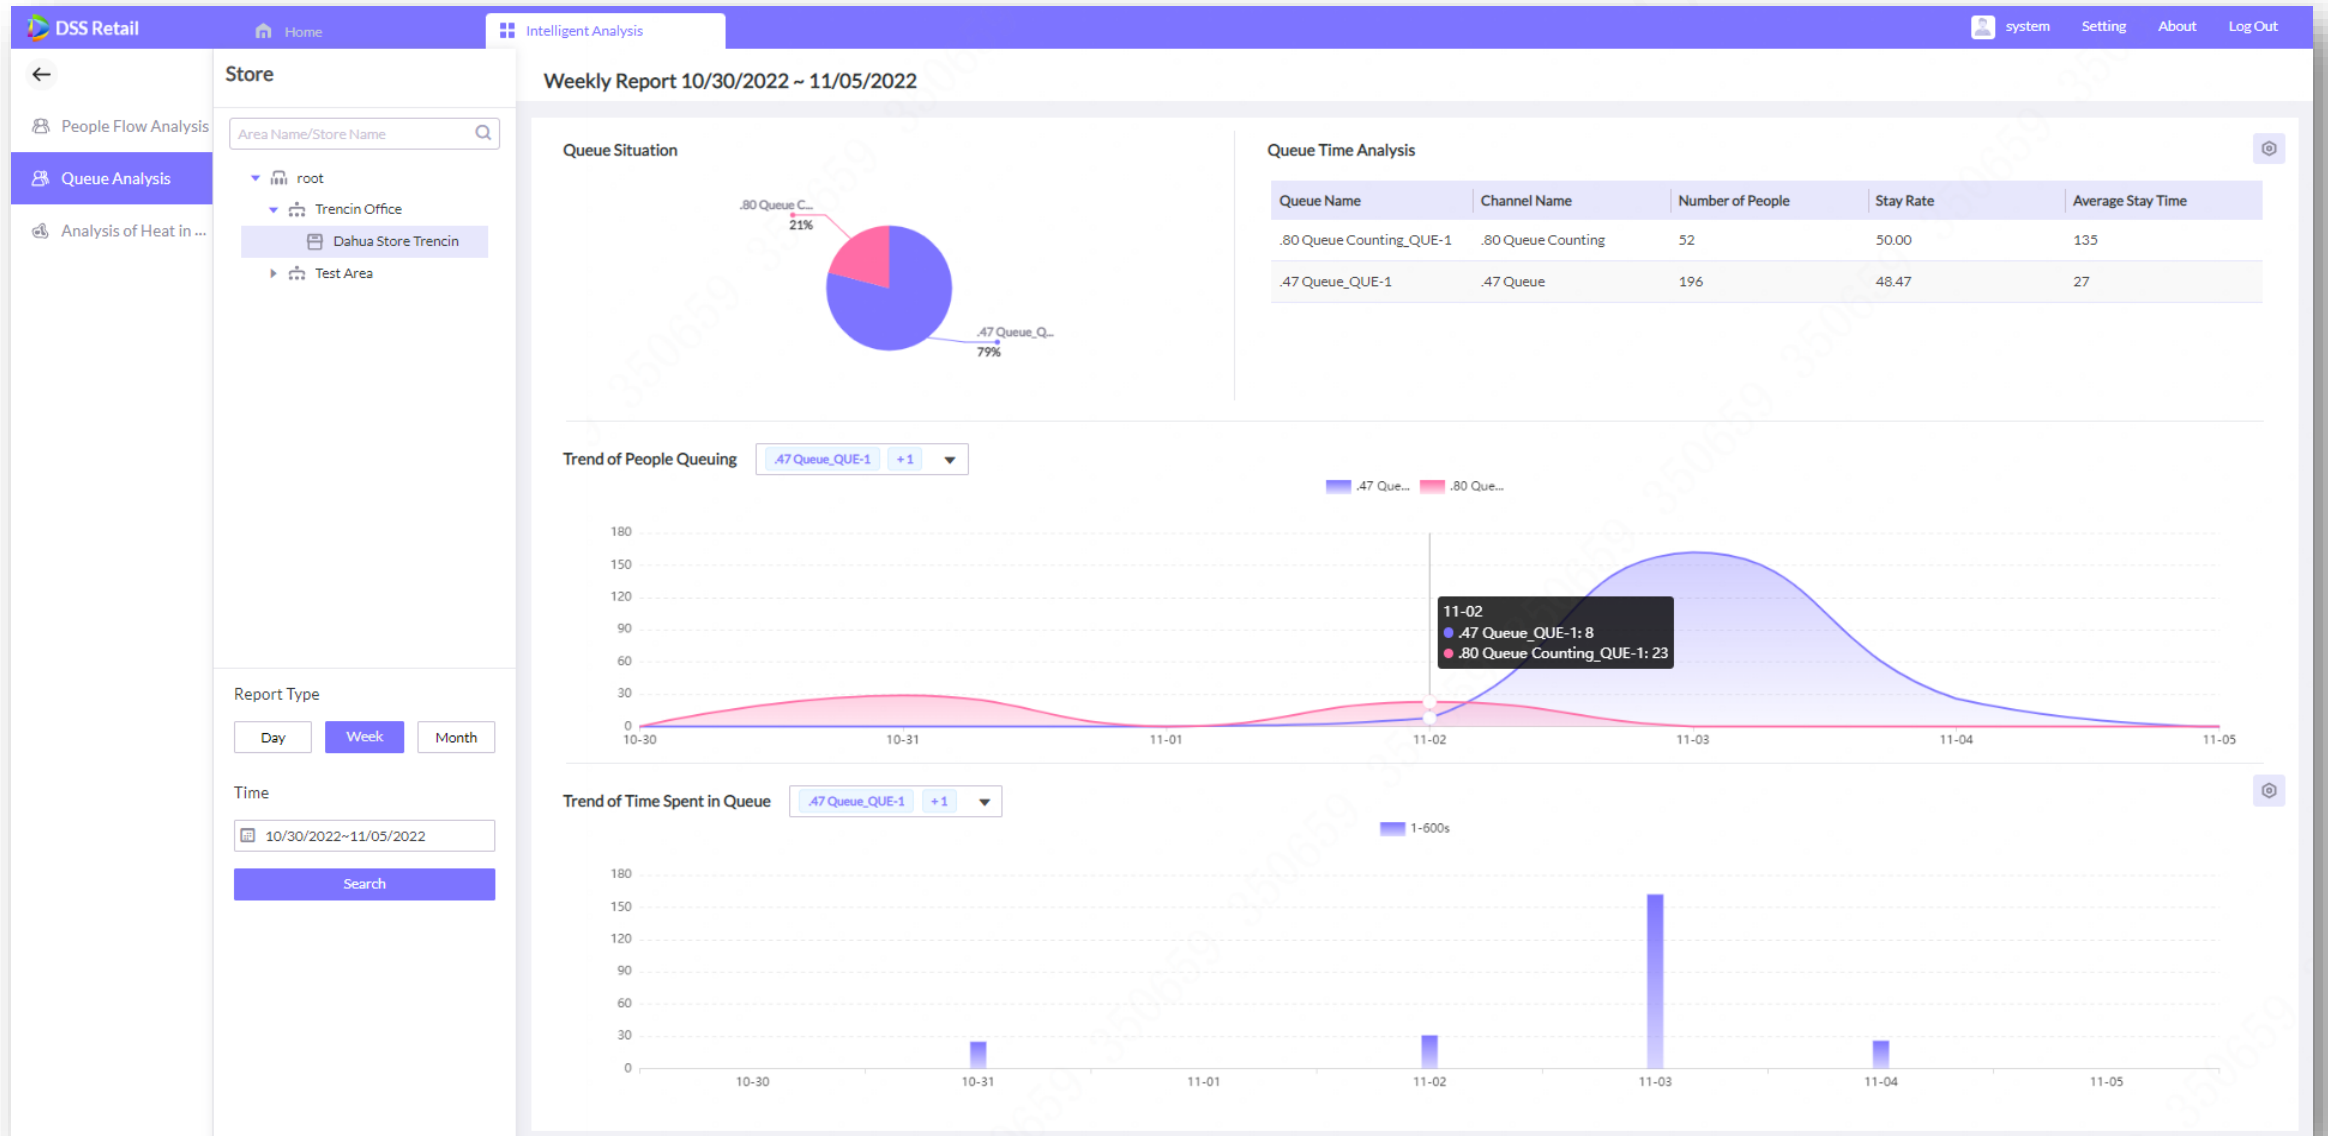 DSS Retail
Home
Intelligent Analysis
system
Setting
About
Log Out
People Flow Analysis
Queue Analysis
Analysis of Heat in ...
Store
Area Name/Store Name
root
Trencin Office
Dahua Store Trencin
Test Area
Report Type
Day
Week
Month
Time
10/30/2022~11/05/2022
Search
Weekly Report 10/30/2022 ~ 11/05/2022
Queue Situation
.80 Queue C...
21%
.47 Queue_Q...
79%
Queue Time Analysis
Queue Name Channel Name Number of People Stay Rate Average Stay Time
.80 Queue Counting_QUE-1 .80 Queue Counting 52 50.00 135
.47 Queue_QUE-1 .47 Queue 196 48.47 27
Trend of People Queuing
.47 Queue_QUE-1 +1
.47 Que... .80 Que...
180
150
120
90
60
30
0
10-30 10-31 11-01 11-02 11-03 11-04 11-05
11-02
.47 Queue_QUE-1: 8
.80 Queue Counting_QUE-1: 23
Trend of Time Spent in Queue
.47 Queue_QUE-1 +1
1-600s
180
150
120
90
60
30
0
10-30 10-31 11-01 11-02 11-03 11-04 11-05
350659